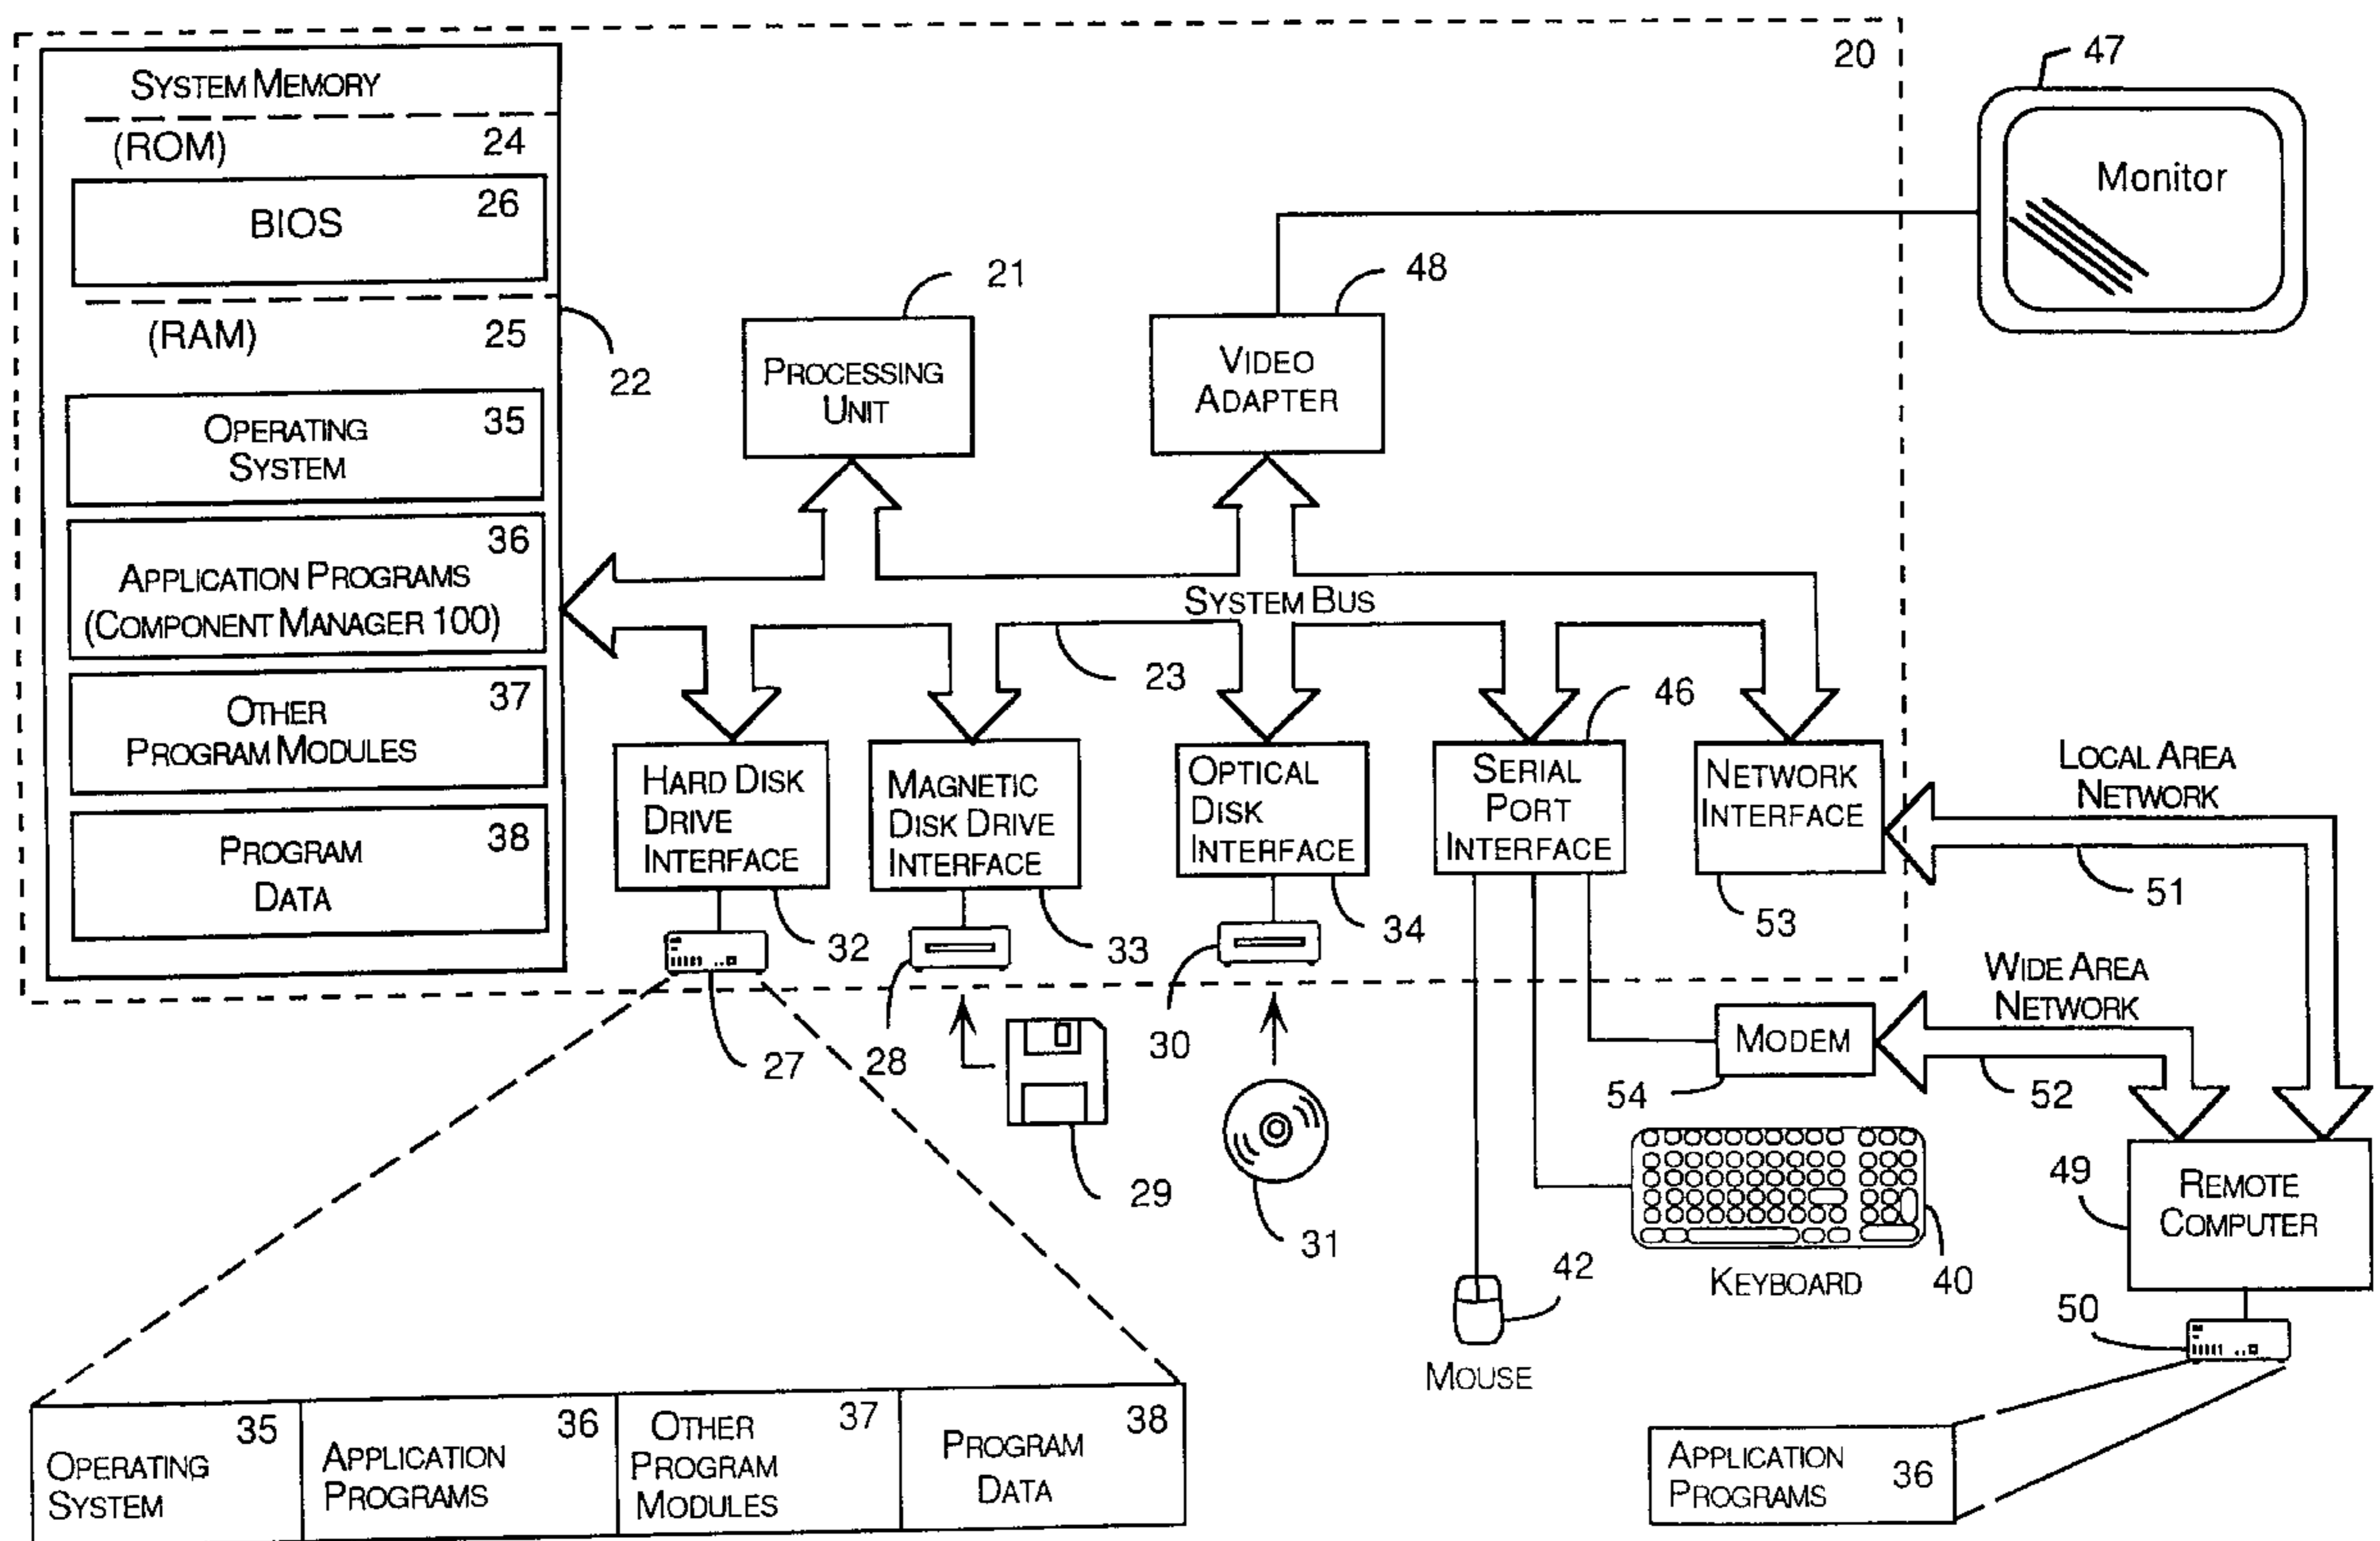 20
47
SYSTEM MEMORY
(ROM) 24
BIOS 26
(RAM) 25
22
OPERATING 35
SYSTEM
36
APPLICATION PROGRAMS
(COMPONENT MANAGER 100)
OTHER 37
PROGRAM MODULES
PROGRAM 38
DATA
21
PROCESSING
UNIT
48
VIDEO
ADAPTER
Monitor
SYSTEM BUS
23
46
HARD DISK
DRIVE
INTERFACE
32
27
MAGNETIC
DISK DRIVE
INTERFACE
33
28
29
OPTICAL
DISK
INTERFACE
34
30
31
SERIAL
PORT
INTERFACE
NETWORK
INTERFACE
53
LOCAL AREA
NETWORK
51
WIDE AREA
NETWORK
52
MODEM
54
KEYBOARD
40
42
MOUSE
49
REMOTE
COMPUTER
50
OPERATING 35
SYSTEM
APPLICATION 36
PROGRAMS
OTHER 37
PROGRAM
MODULES
PROGRAM 38
DATA
APPLICATION
PROGRAMS 36